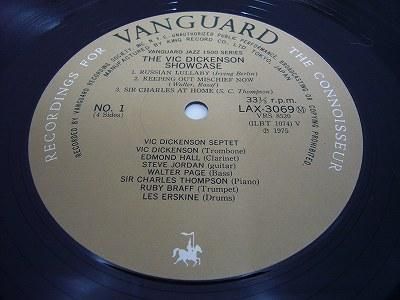 RECORDINGS FOR VANGUARD THE CONNOISSEUR
RECORDED BY VANGUARD RECORDING SOCIETY INC. U.S.A. UNAUTHORIZED PUBLIC PERFORMANCE, BROADCASTING OR COPYING PROHIBITED
MANUFACTURED BY KING RECORD CO., LTD. TOKYO, JAPAN
VANGUARD JAZZ 1500 SERIES
THE VIC DICKENSON
SHOWCASE
1. RUSSIAN LULLABY (Irving Berlin)
2. KEEPING OUT MISCHIEF NOW
(Waller, Razaf)
3. SIR CHARLES AT HOME (S. C. Thompson)
NO. 1
(4 Sides)
33⅓ r.p.m.
LAX-3069 Ⓜ
VRS 8520
(LBT 1074) V
Ⓟ 1975
VIC DICKENSON SEPTET
VIC DICKENSON (Trombone)
EDMOND HALL (Clarinet)
STEVE JORDAN (guitar)
WALTER PAGE (Bass)
SIR CHARLES THOMPSON (Piano)
RUBY BRAFF (Trumpet)
LES ERSKINE (Drums)